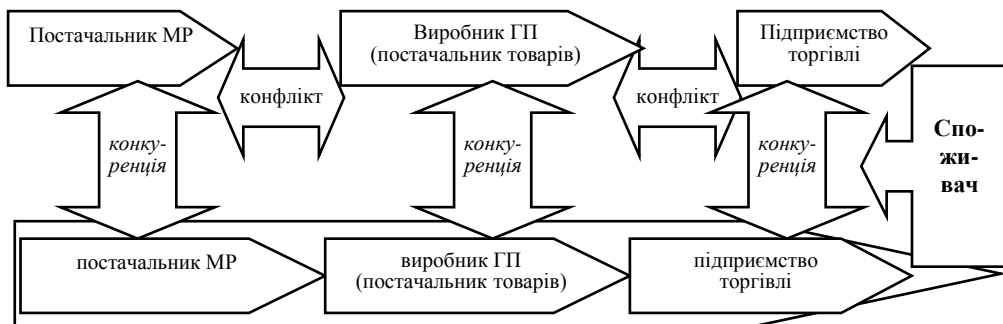 Постачальник МР
Виробник ГП
(постачальник товарів)
Підприємство
торгівлі
конфлікт
конфлікт
конку-
ренція
конку-
ренція
конку-
ренція
Спо-
жи-
вач
постачальник МР
виробник ГП
(постачальник товарів)
підприємство
торгівлі